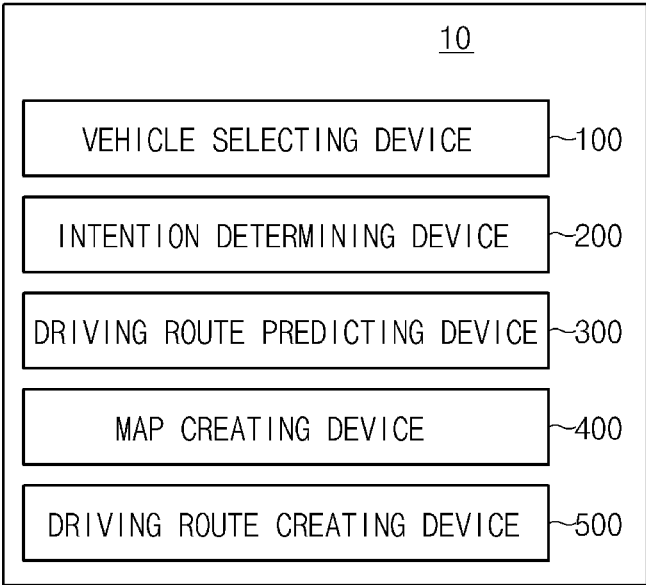 10
VEHICLE SELECTING DEVICE ~100
INTENTION DETERMINING DEVICE ~200
DRIVING ROUTE PREDICTING DEVICE ~300
MAP CREATING DEVICE ~400
DRIVING ROUTE CREATING DEVICE ~500